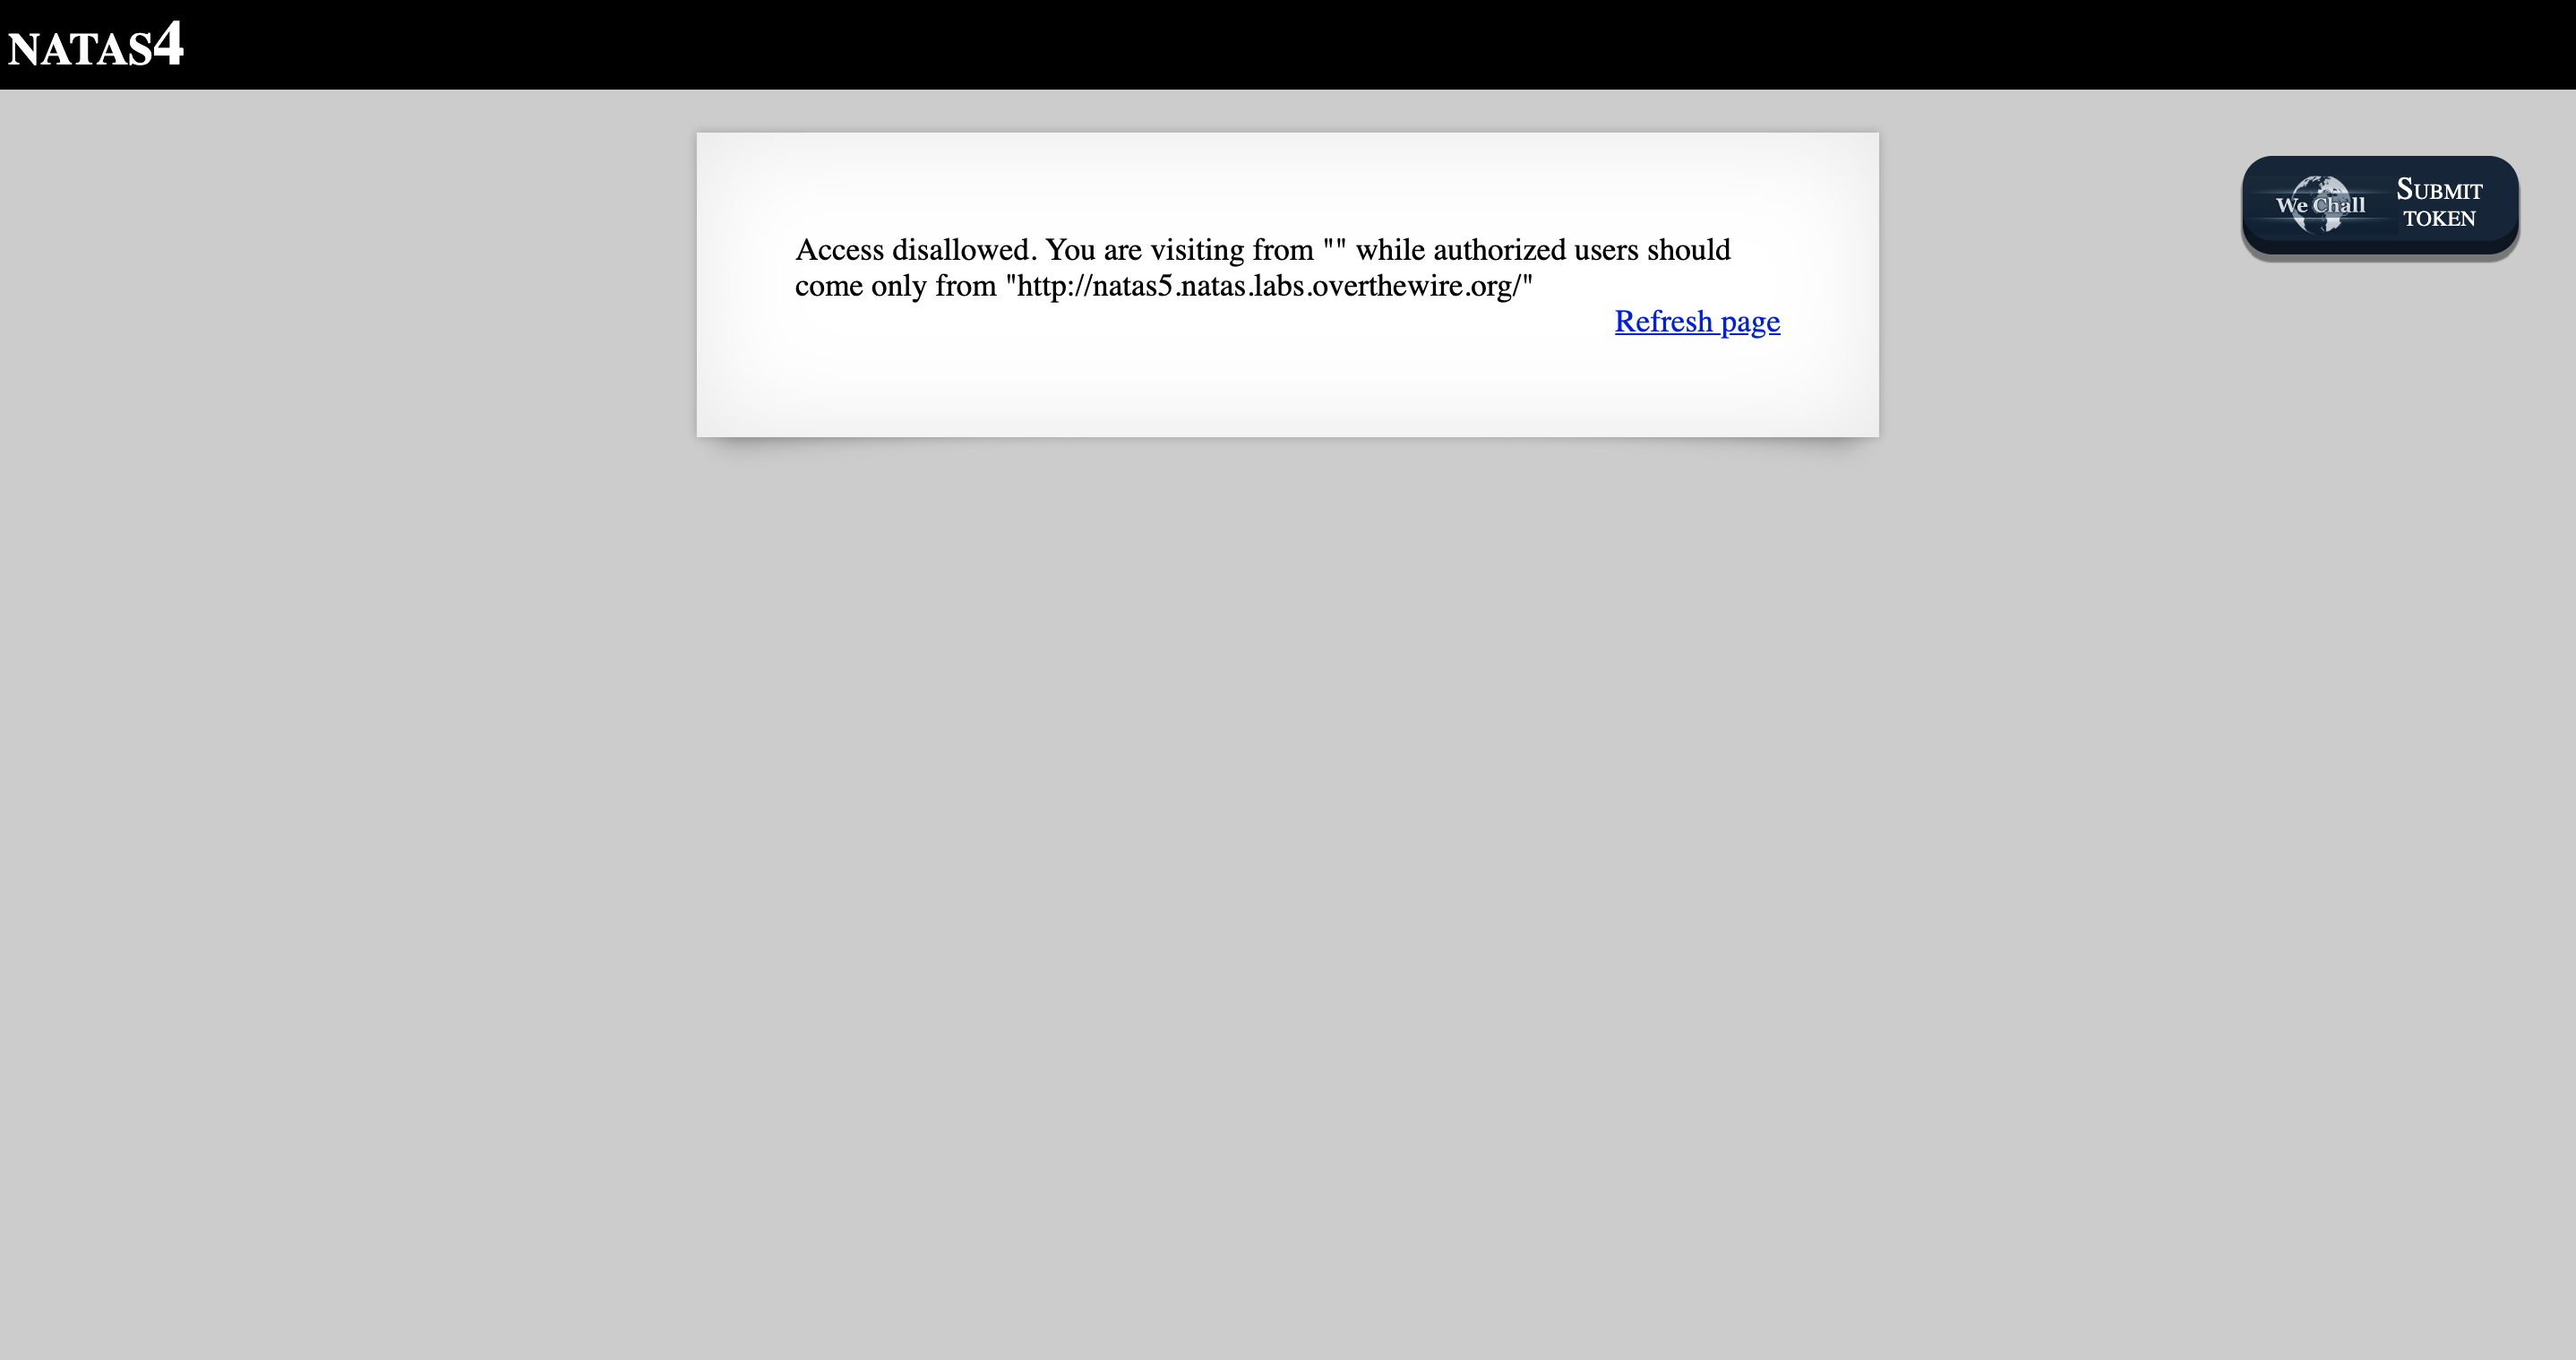 NATAS4
Access disallowed. You are visiting from "" while authorized users should
come only from "http://natas5.natas.labs.overthewire.org/"
Refresh page
We Chall
SUBMIT
TOKEN